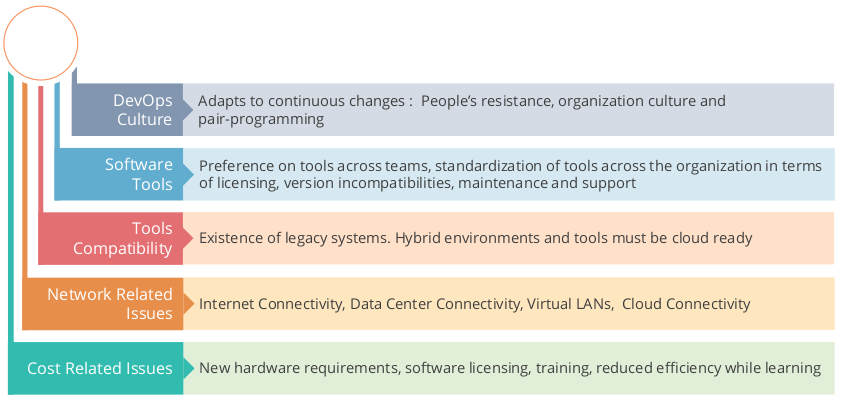 DevOps
Culture
Adapts to continuous changes :  People’s resistance, organization culture and
pair-programming
Software
Tools
Preference on tools across teams, standardization of tools across the organization in terms
of licensing, version incompatibilities, maintenance and support
Tools
Compatibility
Existence of legacy systems. Hybrid environments and tools must be cloud ready
Network Related
Issues
Internet Connectivity, Data Center Connectivity, Virtual LANs,  Cloud Connectivity
Cost Related Issues
New hardware requirements, software licensing, training, reduced efficiency while learning